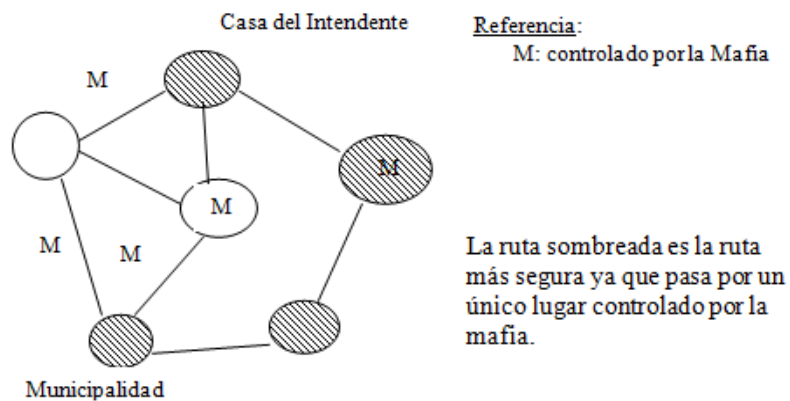 Casa del Intendente
Referencia:
M: controlado por la Mafia
M
M
M
M
M
La ruta sombreada es la ruta
más segura ya que pasa por un
único lugar controlado por la
mafia.
Municipalidad